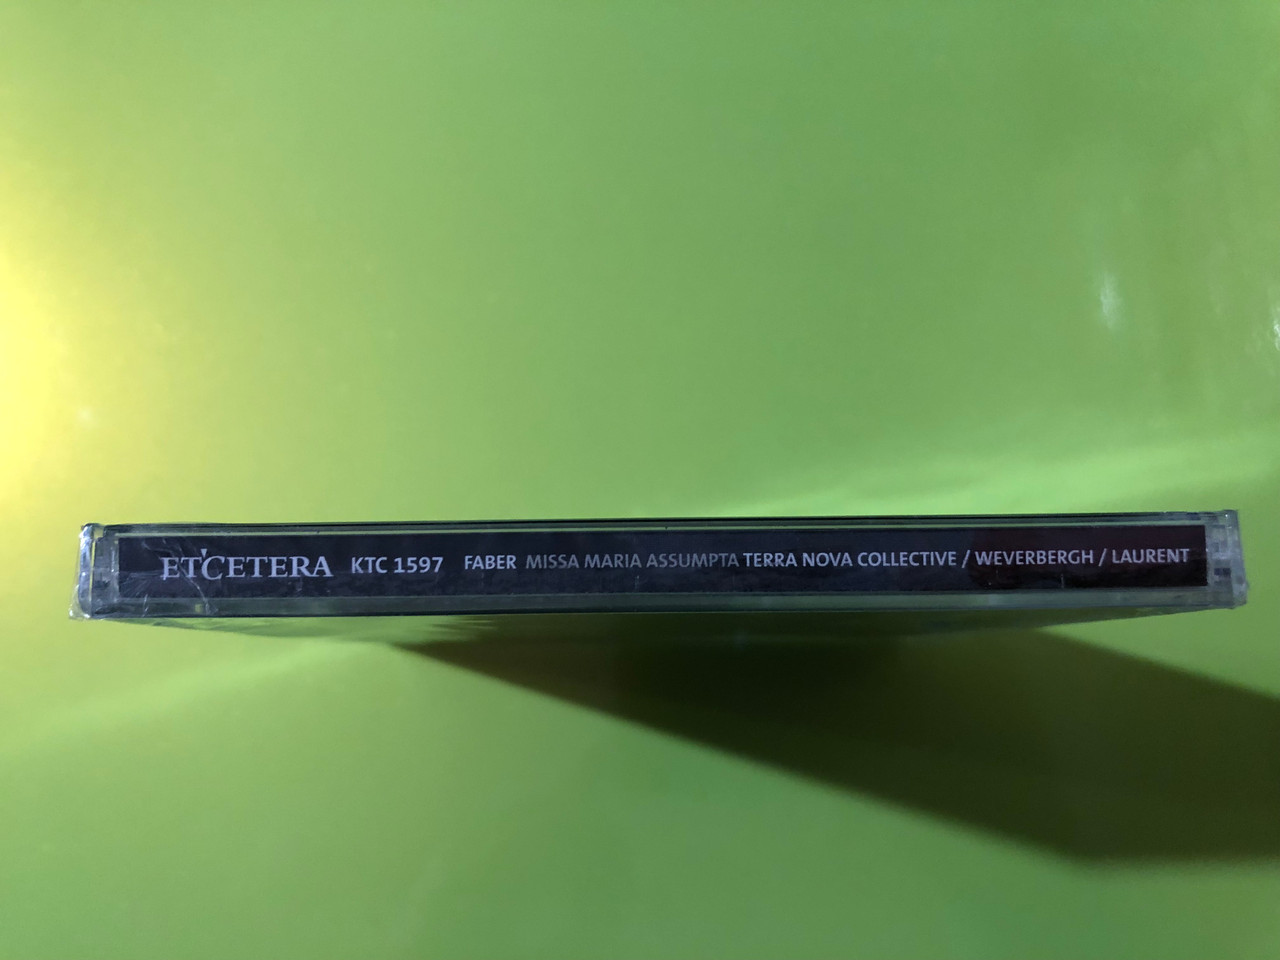 ET'CETERA KTC 1597 FABER MISSA MARIA ASSUMPTA TERRA NOVA COLLECTIVE / WEVERBERGH / LAURENT